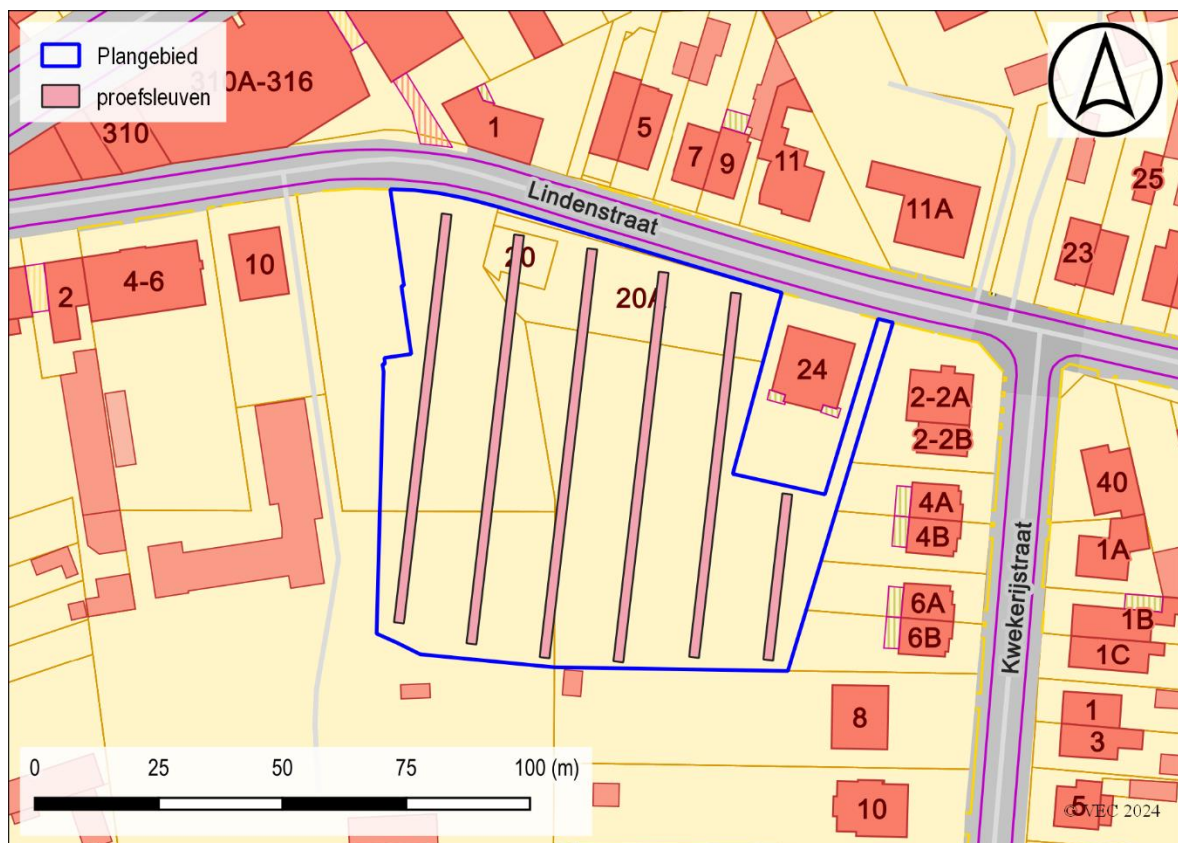 Plangebied
proefsleuven
310A-316
310
1
5
7
9
11
11A
25
23
Lindenstraat
2
4-6
10
20
20A
24
2-2A
2-2B
4A
4B
6A
6B
Kwekerijstraat
40
1A
1B
1C
8
1
3
10
5
0 25 50 75 100 (m)
© VEC 2024